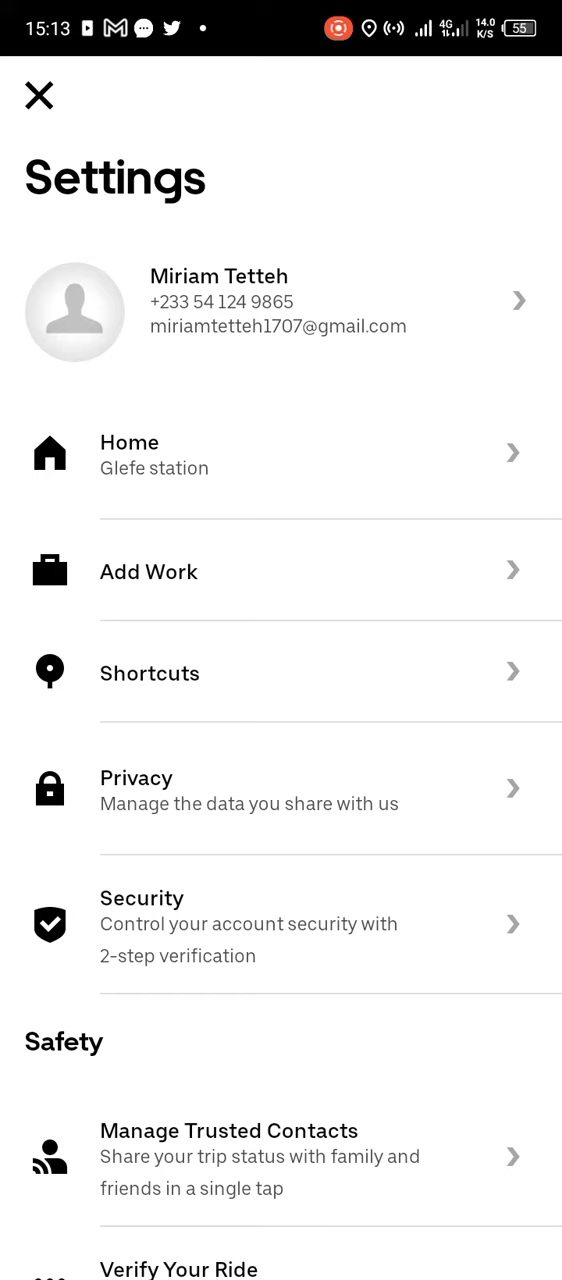 15:13
4G
14.0
K/S
55
Settings
Miriam Tetteh
+233 54 124 9865
miriamtetteh1707@gmail.com
Home
Glefe station
Add Work
Shortcuts
Privacy
Manage the data you share with us
Security
Control your account security with
2-step verification
Safety
Manage Trusted Contacts
Share your trip status with family and
friends in a single tap
Verify Your Ride